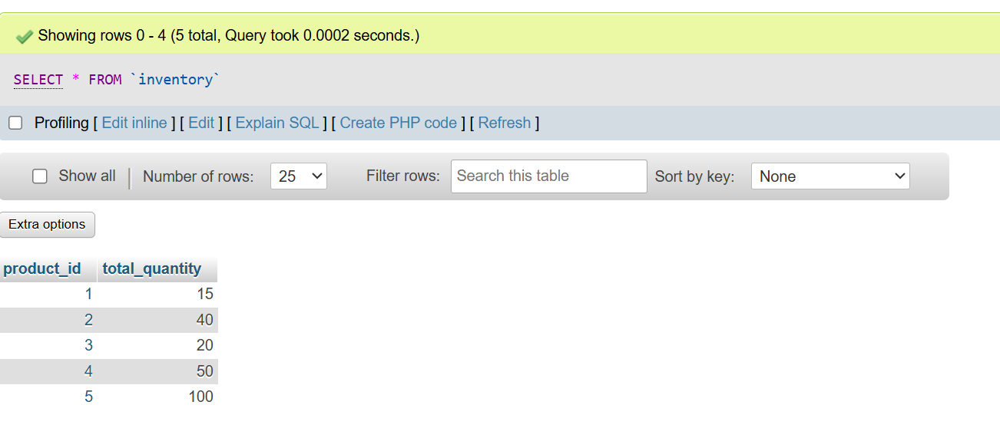 Showing rows 0 - 4 (5 total, Query took 0.0002 seconds.)
SELECT * FROM `inventory`
Profiling [ Edit inline ] [ Edit ] [ Explain SQL ] [ Create PHP code ] [ Refresh ]
Show all | Number of rows: 25 Filter rows: Search this table Sort by key: None
Extra options
product_id total_quantity
1 15
2 40
3 20
4 50
5 100